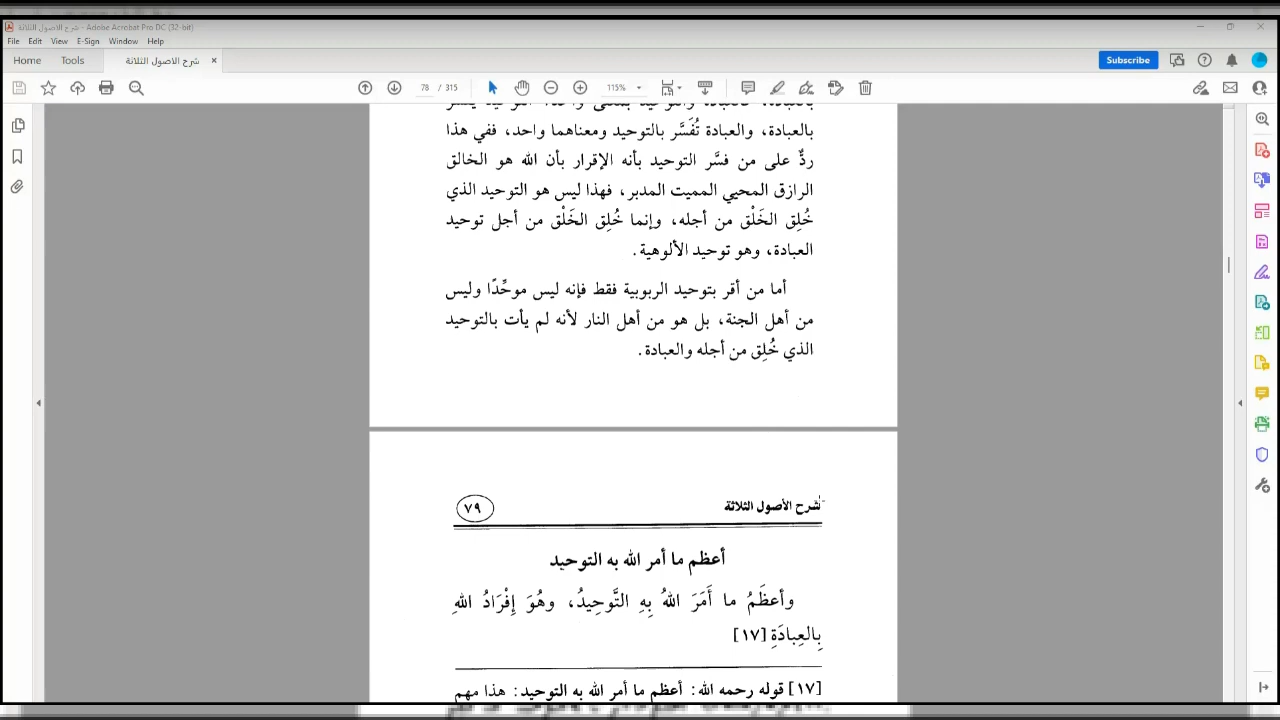 شرح الاصول الثلاثة - Adobe Acrobat Pro DC (32-bit)
File Edit View E-Sign Window Help
Home Tools شرح الاصول الثلاثة × Subscribe
78 / 315 115%
بالعبادة، والعبادة تُفَسَّر بالتوحيد ومعناهما واحد، ففي هذا
ردٌّ على من فسَّر التوحيد بأنه الإقرار بأن الله هو الخالق
الرازق المحيي المميت المدبر، فهذا ليس هو التوحيد الذي
خُلِق الخَلْق من أجله، وإنما خُلِق الخَلْق من أجل توحيد
العبادة، وهو توحيد الألوهية.
أما من أقر بتوحيد الربوبية فقط فإنه ليس موحِّدًا وليس
من أهل الجنة، بل هو من أهل النار لأنه لم يأت بالتوحيد
الذي خُلِق من أجله والعبادة.
شرح الأصول الثلاثة ٧٩
أعظم ما أمر الله به التوحيد
وأعظَمُ ما أَمَرَ اللهُ بِهِ التَّوحِيدُ، وهُوَ إِفْرَادُ اللهِ
بِالعِبادَةِ [١٧]
[١٧] قوله رحمه الله: أعظم ما أمر الله به التوحيد: هذا مهم